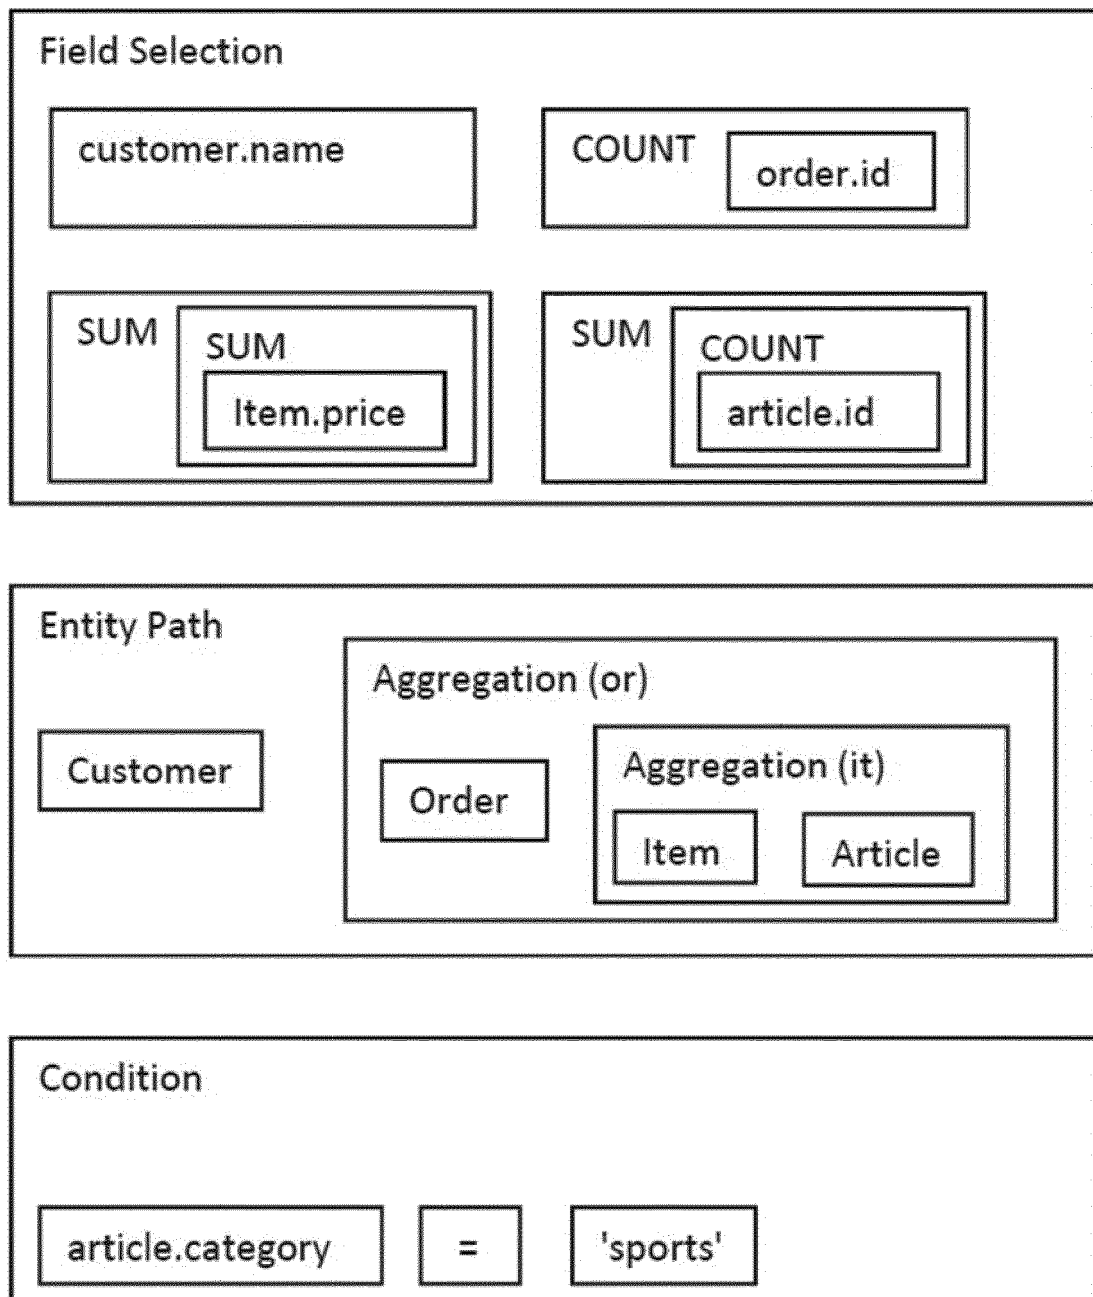 Field Selection
customer.name
COUNT
order.id
SUM
SUM
Item.price
SUM
COUNT
article.id
Entity Path
Customer
Aggregation (or)
Order
Aggregation (it)
Item
Article
Condition
article.category
=
'sports'